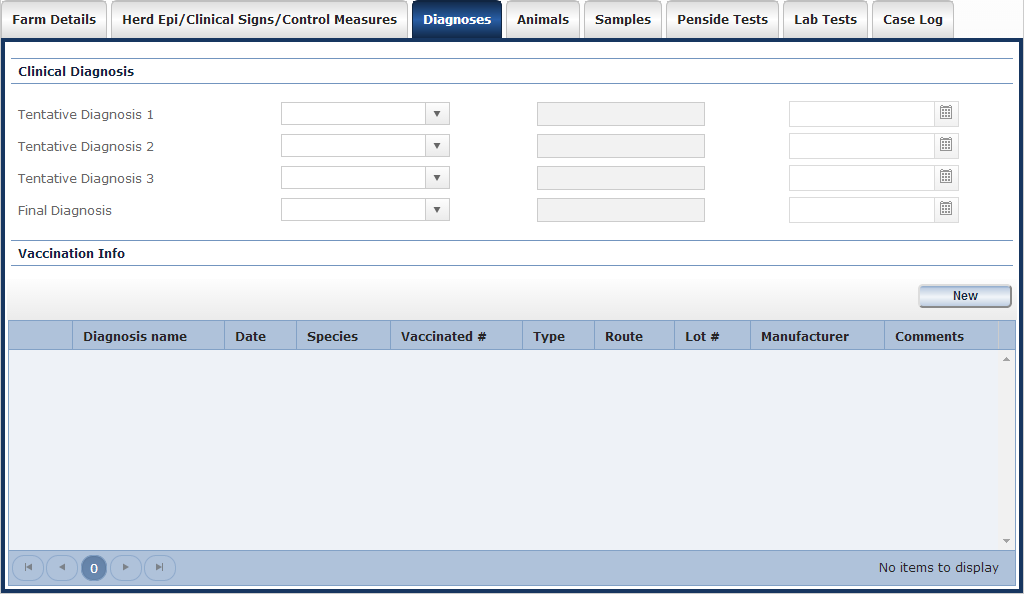 Farm Details Herd Epi/Clinical Signs/Control Measures Diagnoses Animals Samples Penside Tests Lab Tests Case Log
Clinical Diagnosis
Tentative Diagnosis 1
Tentative Diagnosis 2
Tentative Diagnosis 3
Final Diagnosis
Vaccination Info
New
Diagnosis name Date Species Vaccinated # Type Route Lot # Manufacturer Comments
0 No items to display